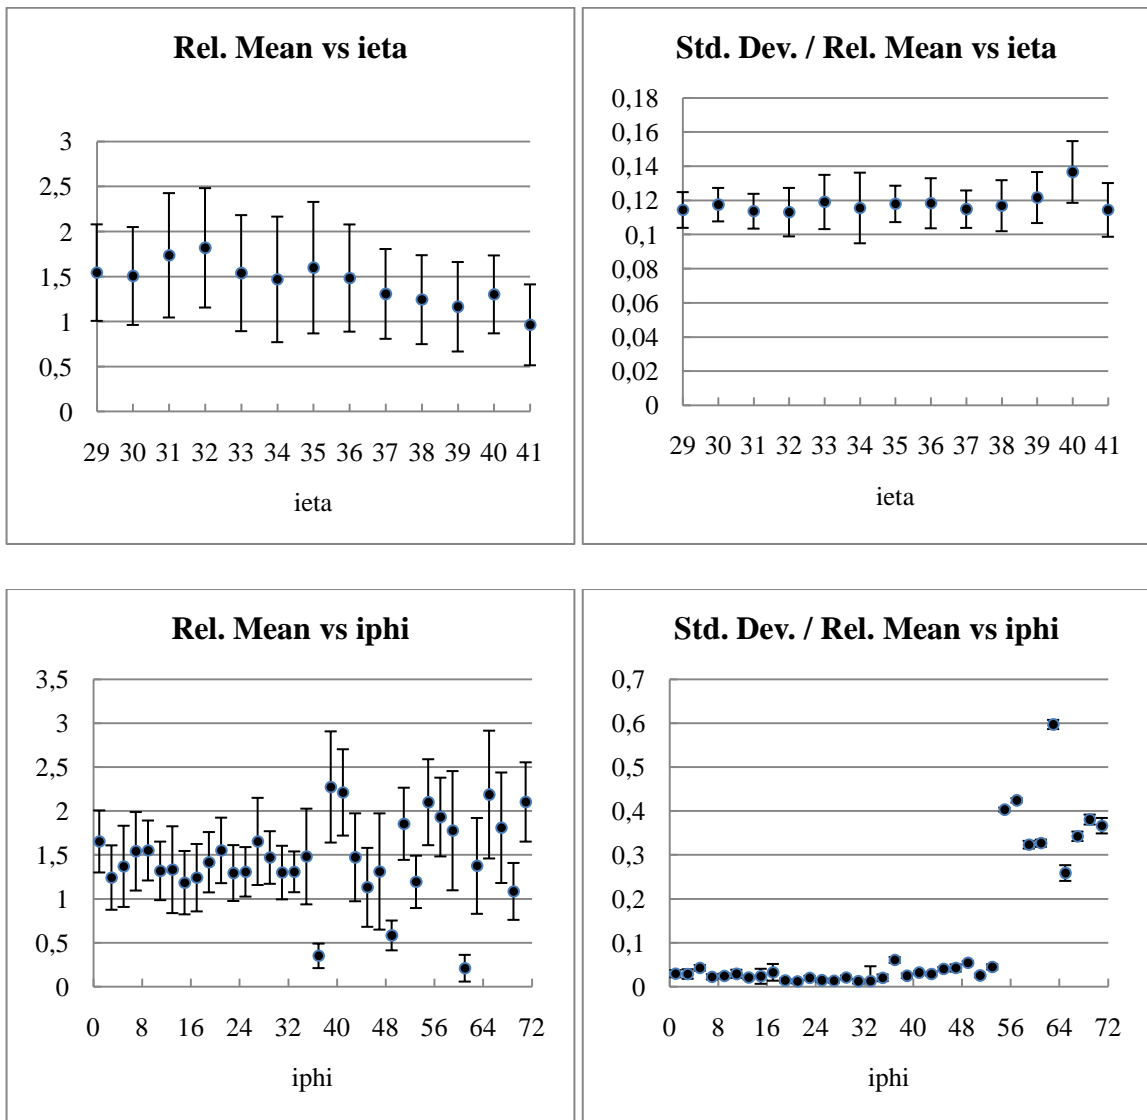 Rel. Mean vs ieta
3
2,5
2
1,5
1
0,5
0
29 30 31 32 33 34 35 36 37 38 39 40 41
ieta
Std. Dev. / Rel. Mean vs ieta
0,18
0,16
0,14
0,12
0,1
0,08
0,06
0,04
0,02
0
29 30 31 32 33 34 35 36 37 38 39 40 41
ieta
Rel. Mean vs iphi
3,5
3
2,5
2
1,5
1
0,5
0
0 8 16 24 32 40 48 56 64 72
iphi
Std. Dev. / Rel. Mean vs iphi
0,7
0,6
0,5
0,4
0,3
0,2
0,1
0
0 8 16 24 32 40 48 56 64 72
iphi